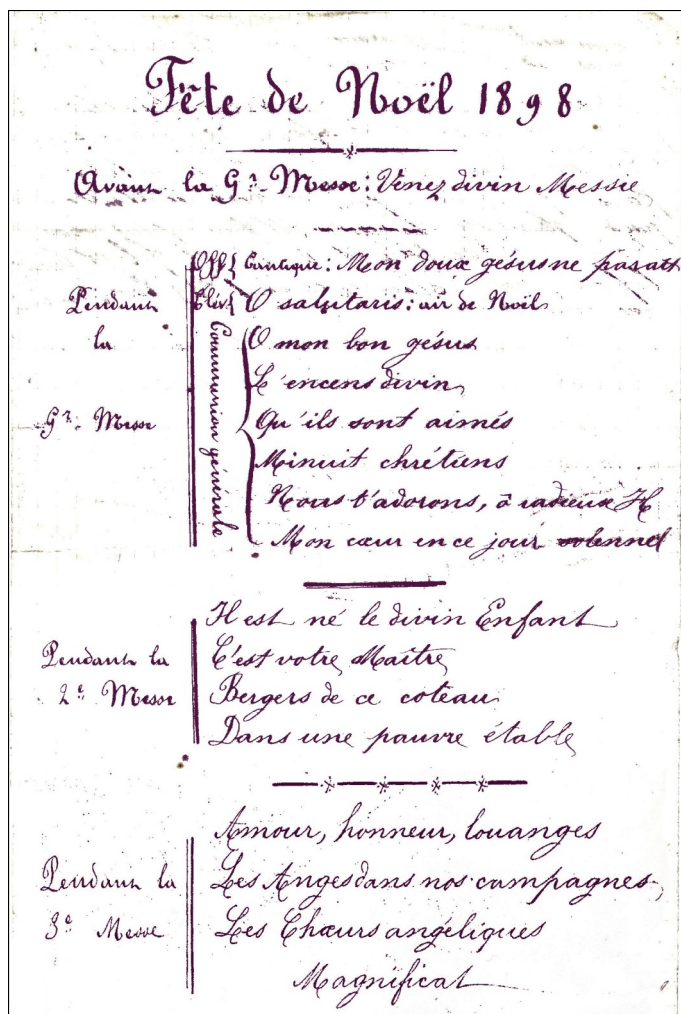 Fête de Noël 1898
Avant la Gde Messe: Venez divin Messie
Pendant la Gde Messe
Off { Cantique: Mon doux Jésus ne
Élév { O salutaris: air de Noël
Communion générale
O mon bon Jésus
L'encens divin
Qu'ils sont aimés
Minuit chrétiens
Nous t'adorons, ô radieux H
Mon cœur en ce jour solennel
Pendant la
2e Messe
Il est né le divin Enfant
C'est votre Maître
Bergers de ce coteau
Dans une pauvre étable
Pendant la
3e Messe
Amour, honneur, louanges
Les Anges dans nos campagnes
Les Chœurs angéliques
Magnificat